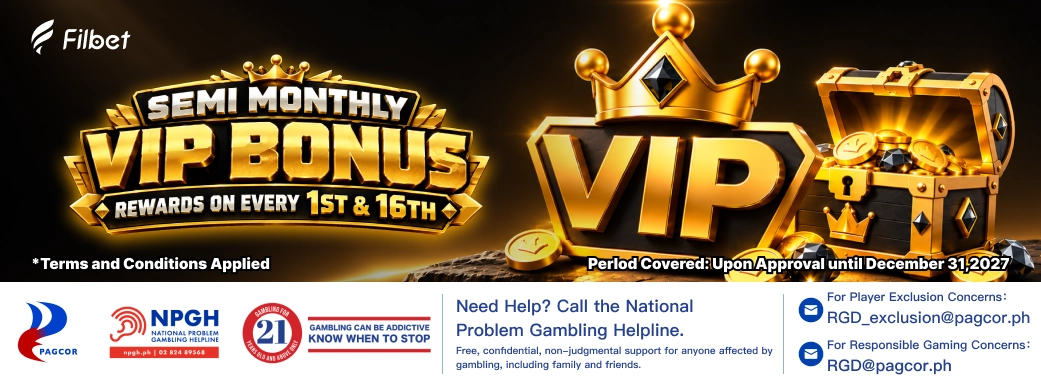 Filbet
SEMI MONTHLY
VIP BONUS
REWARDS ON EVERY 1ST & 16TH
VIP
*Terms and Conditions Applied
Period Covered: Upon Approval until December 31,2027
PAGCOR
NPGH
NATIONAL PROBLEM
GAMBLING HELPLINE
npgh.ph | 02 824 89568
GAMBLING FOR
21
YEARS OLD AND ABOVE ONLY
GAMBLING CAN BE ADDICTIVE
KNOW WHEN TO STOP
Need Help? Call the National
Problem Gambling Helpline.
Free, confidential, non-judgmental support for anyone affected by
gambling, including family and friends.
For Player Exclusion Concerns:
RGD_exclusion@pagcor.ph
For Responsible Gaming Concerns:
RGD@pagcor.ph